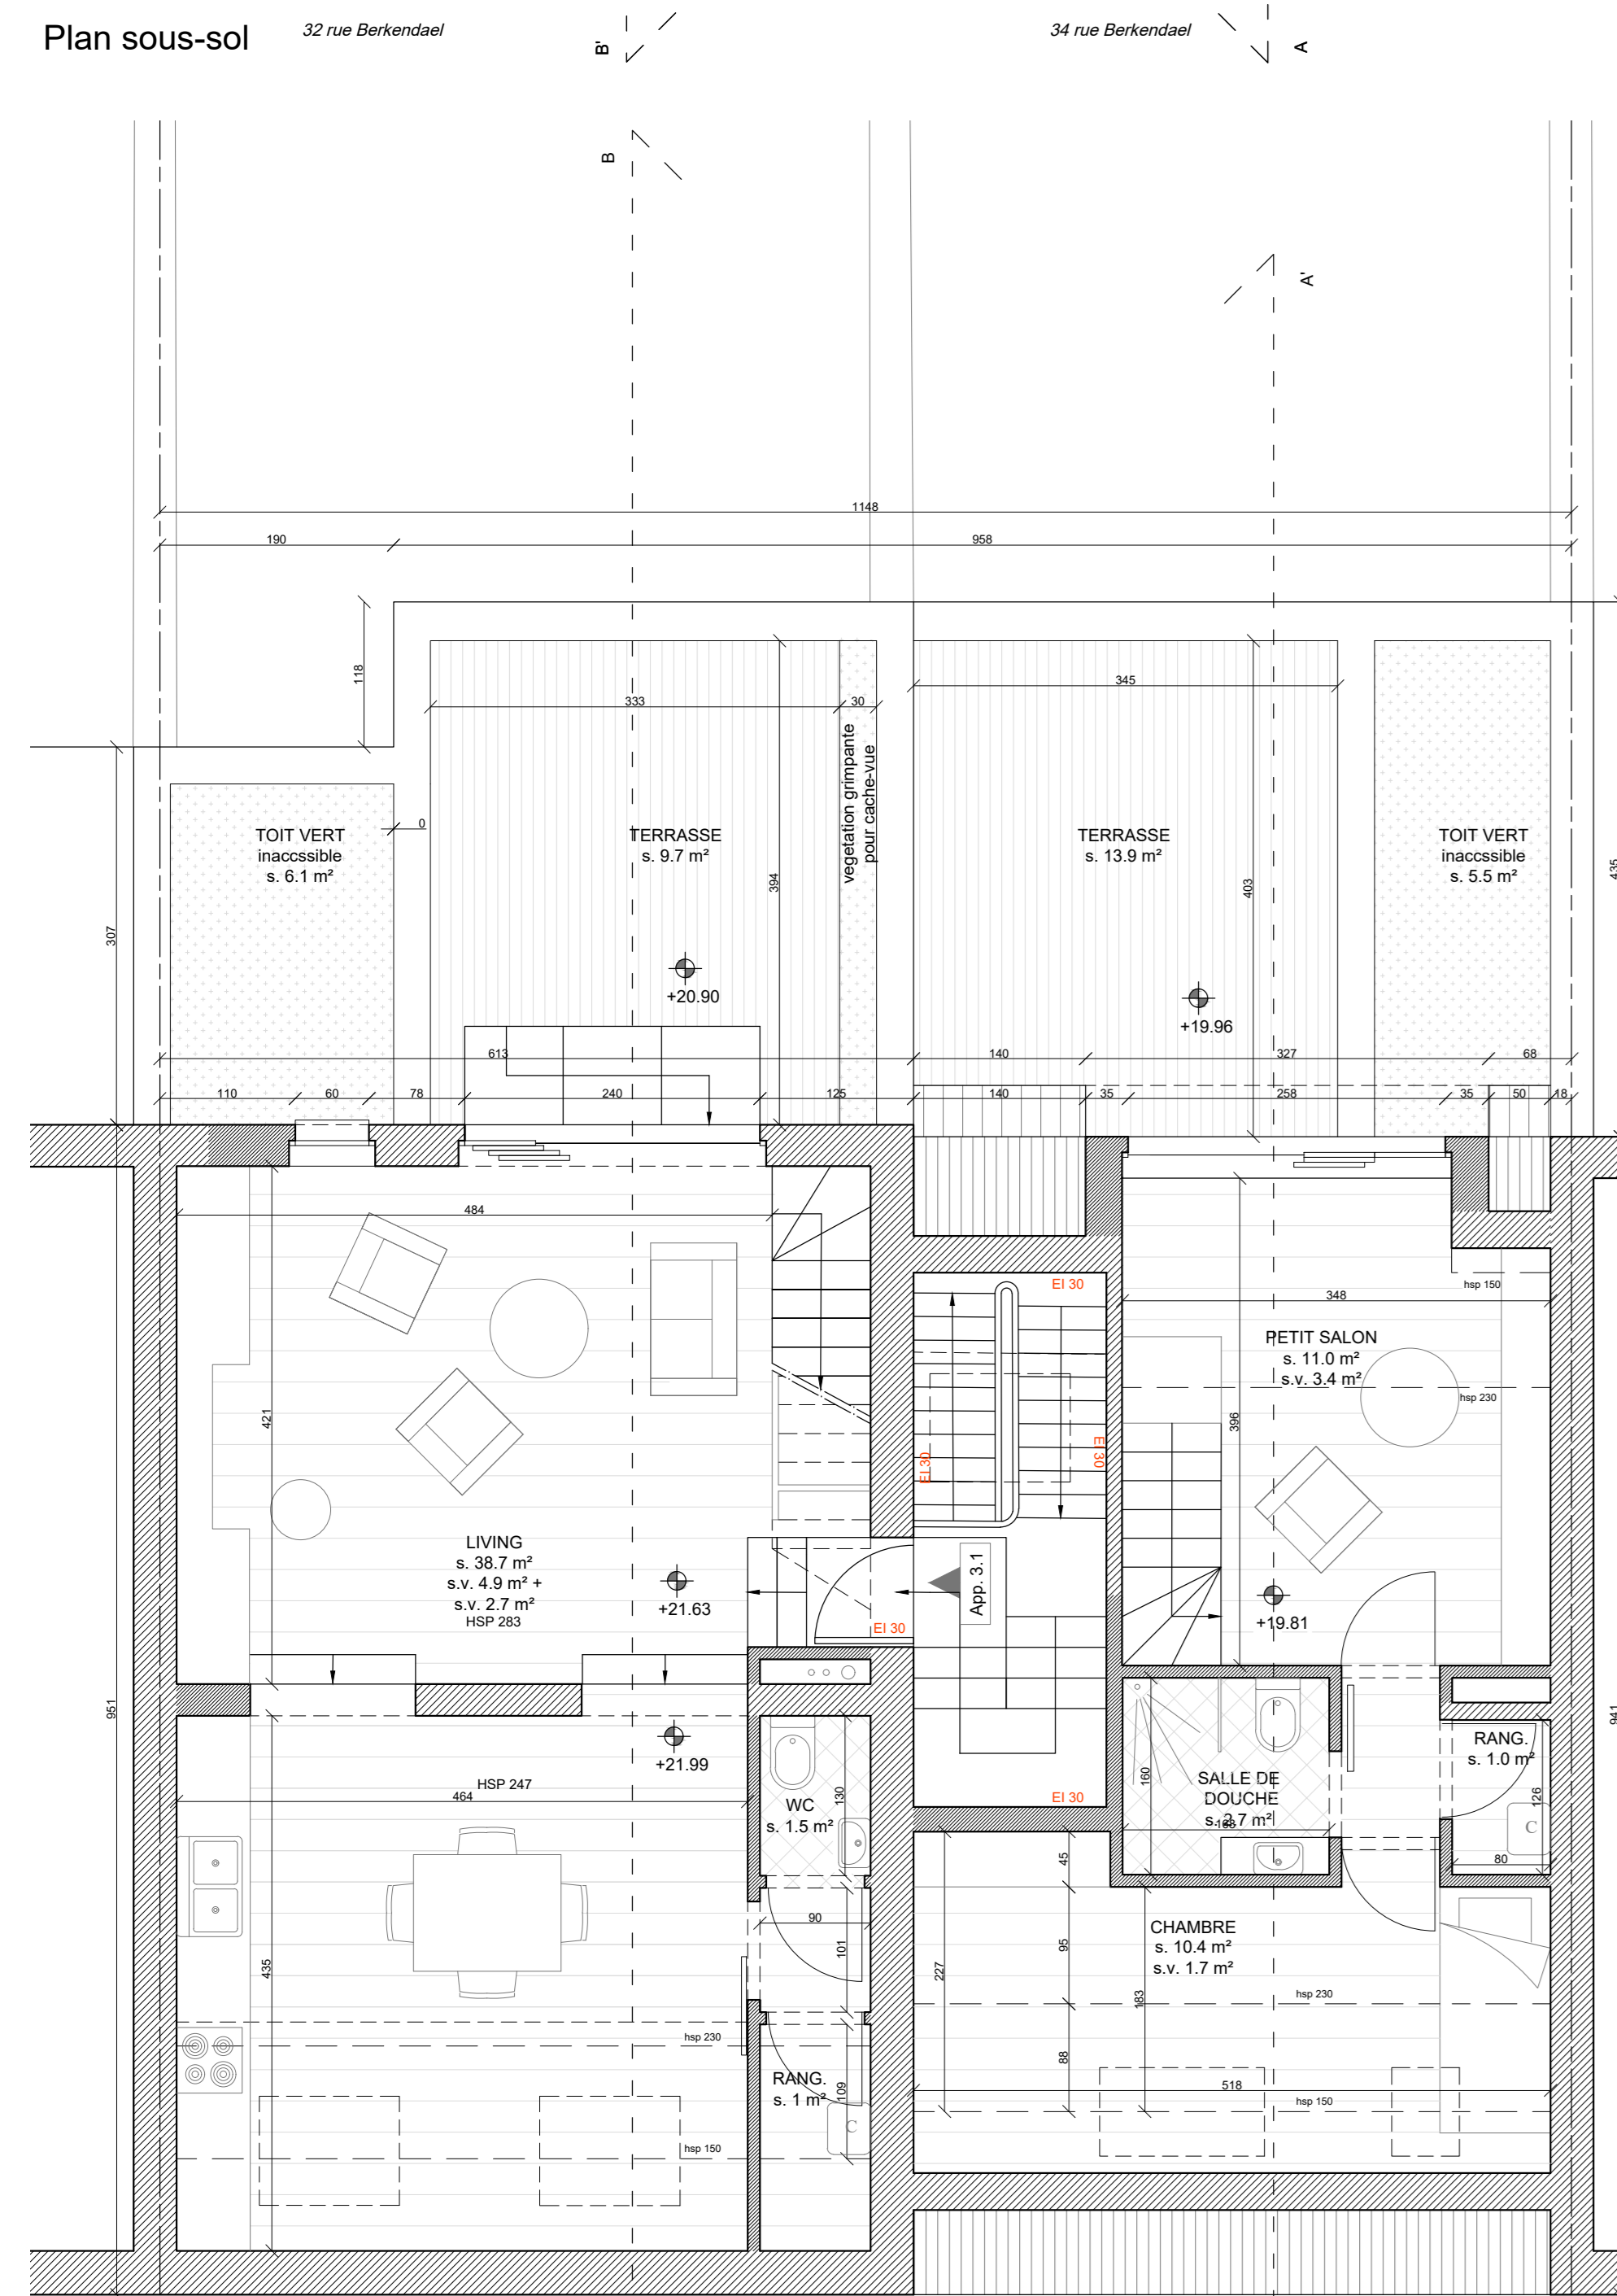 Plan sous-sol
32 rue Berkendael
34 rue Berkendael
B'
A
B
A'
1148
190
958
118
333
30
345
TOIT VERT
inaccssible
s. 6.1 m²
0
TERRASSE
s. 9.7 m²
394
vegetation grimpante
pour cache-vue
TERRASSE
s. 13.9 m²
403
TOIT VERT
inaccssible
s. 5.5 m²
435
307
+20.90
+19.96
613
140
327
68
110
60
78
240
125
140
35
258
35
50
18
484
EI 30
hsp 150
348
PETIT SALON
s. 11.0 m²
s.v. 3.4 m²
hsp 230
421
396
EI 30
EI 30
LIVING
s. 38.7 m²
s.v. 4.9 m² +
s.v. 2.7 m²
HSP 283
+21.63
App. 3.1
EI 30
+19.81
951
941
+21.99
HSP 247
464
WC
s. 1.5 m²
130
EI 30
160
SALLE DE
DOUCHE
s. 2.7 m²
RANG.
s. 1.0 m²
126
C
80
45
90
101
435
227
95
183
CHAMBRE
s. 10.4 m²
s.v. 1.7 m²
hsp 230
hsp 230
88
RANG.
s. 1 m²
109
C
518
hsp 150
hsp 150